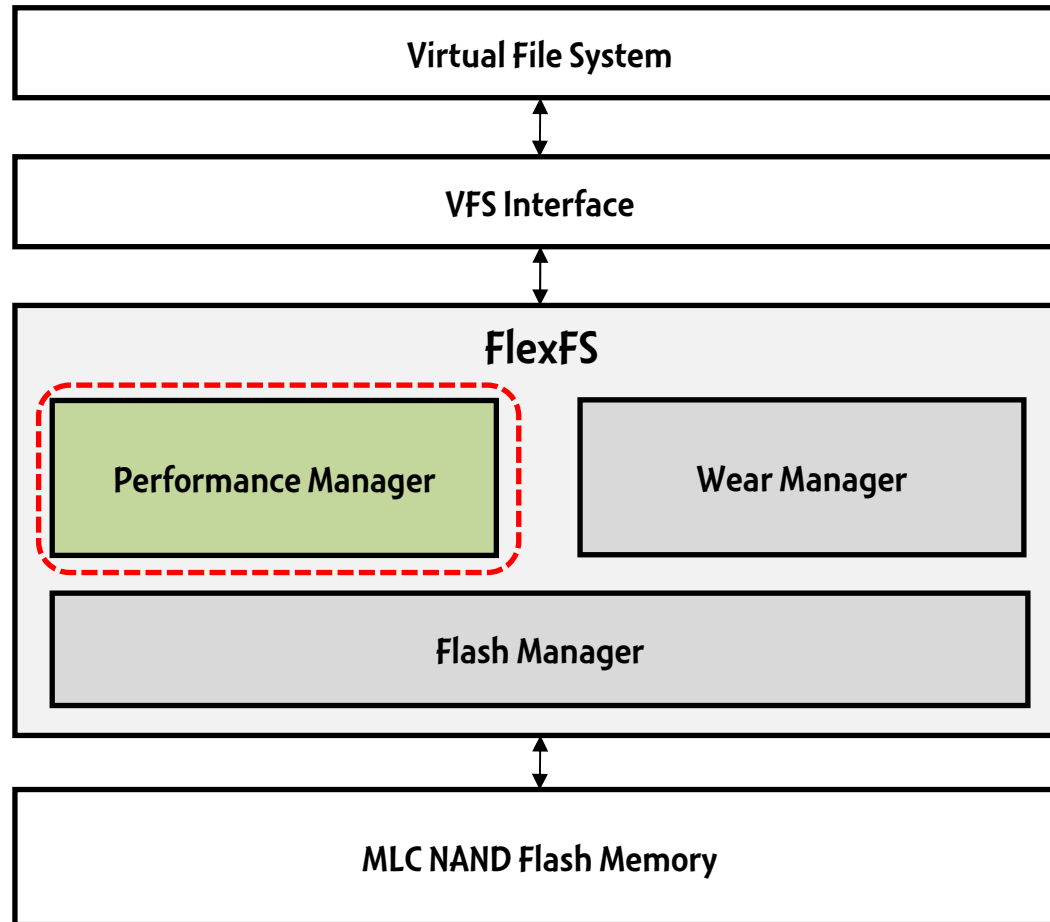 Virtual File System
VFS Interface
FlexFS
Performance Manager
Wear Manager
Flash Manager
MLC NAND Flash Memory